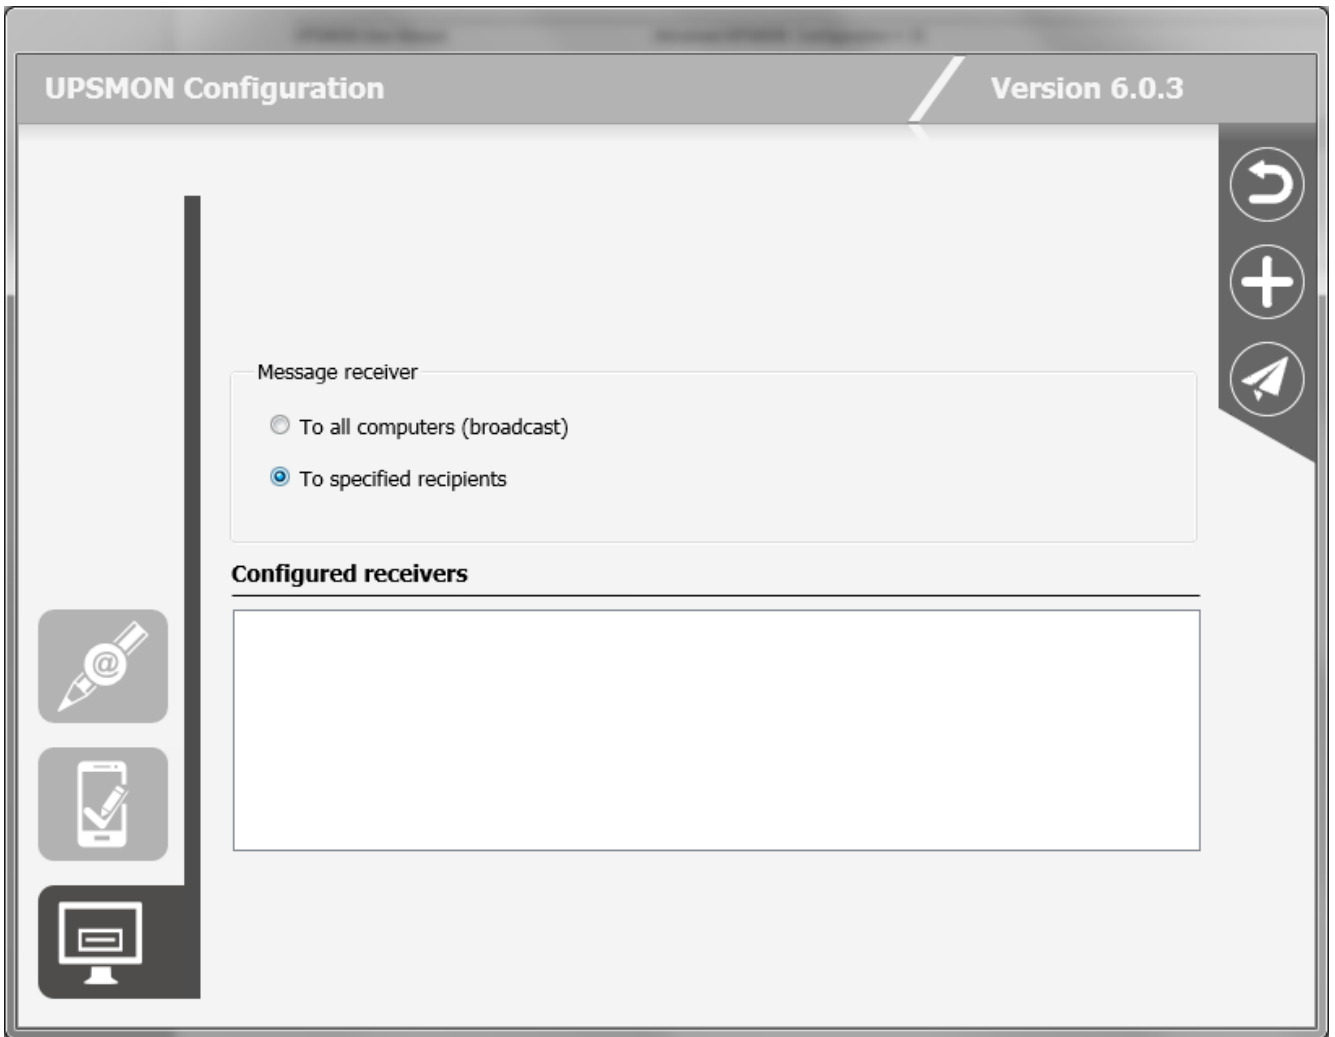 UPSMON Configuration
Version 6.0.3
Message receiver
To all computers (broadcast)
To specified recipients
Configured receivers
@